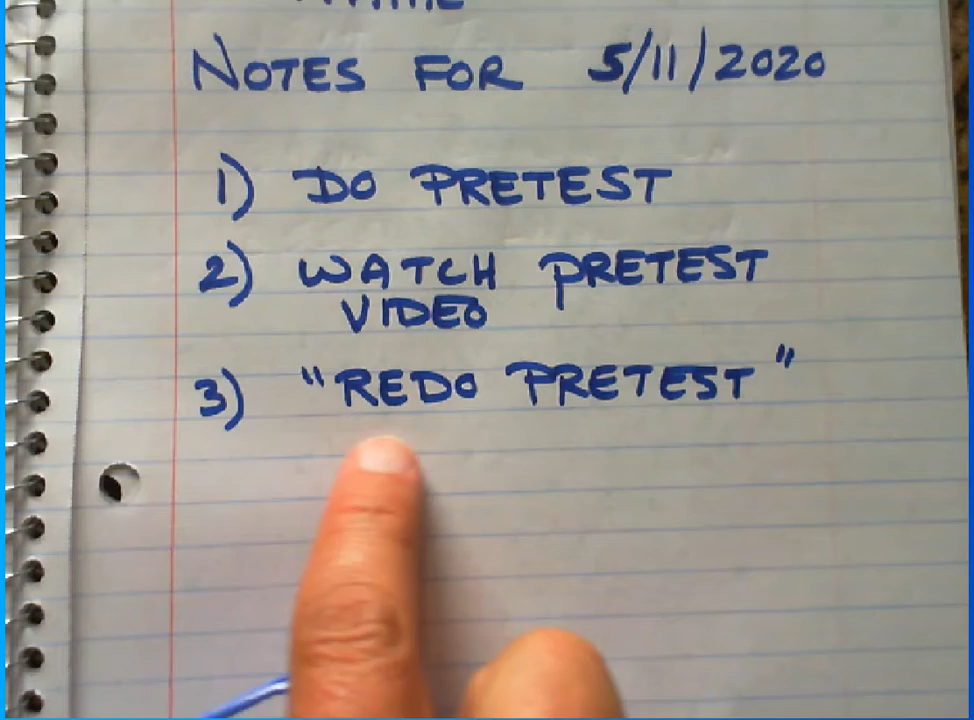 NOTES FOR 5/11/2020
1) DO PRETEST
2) WATCH PRETEST
VIDEO
3) "REDO PRETEST"